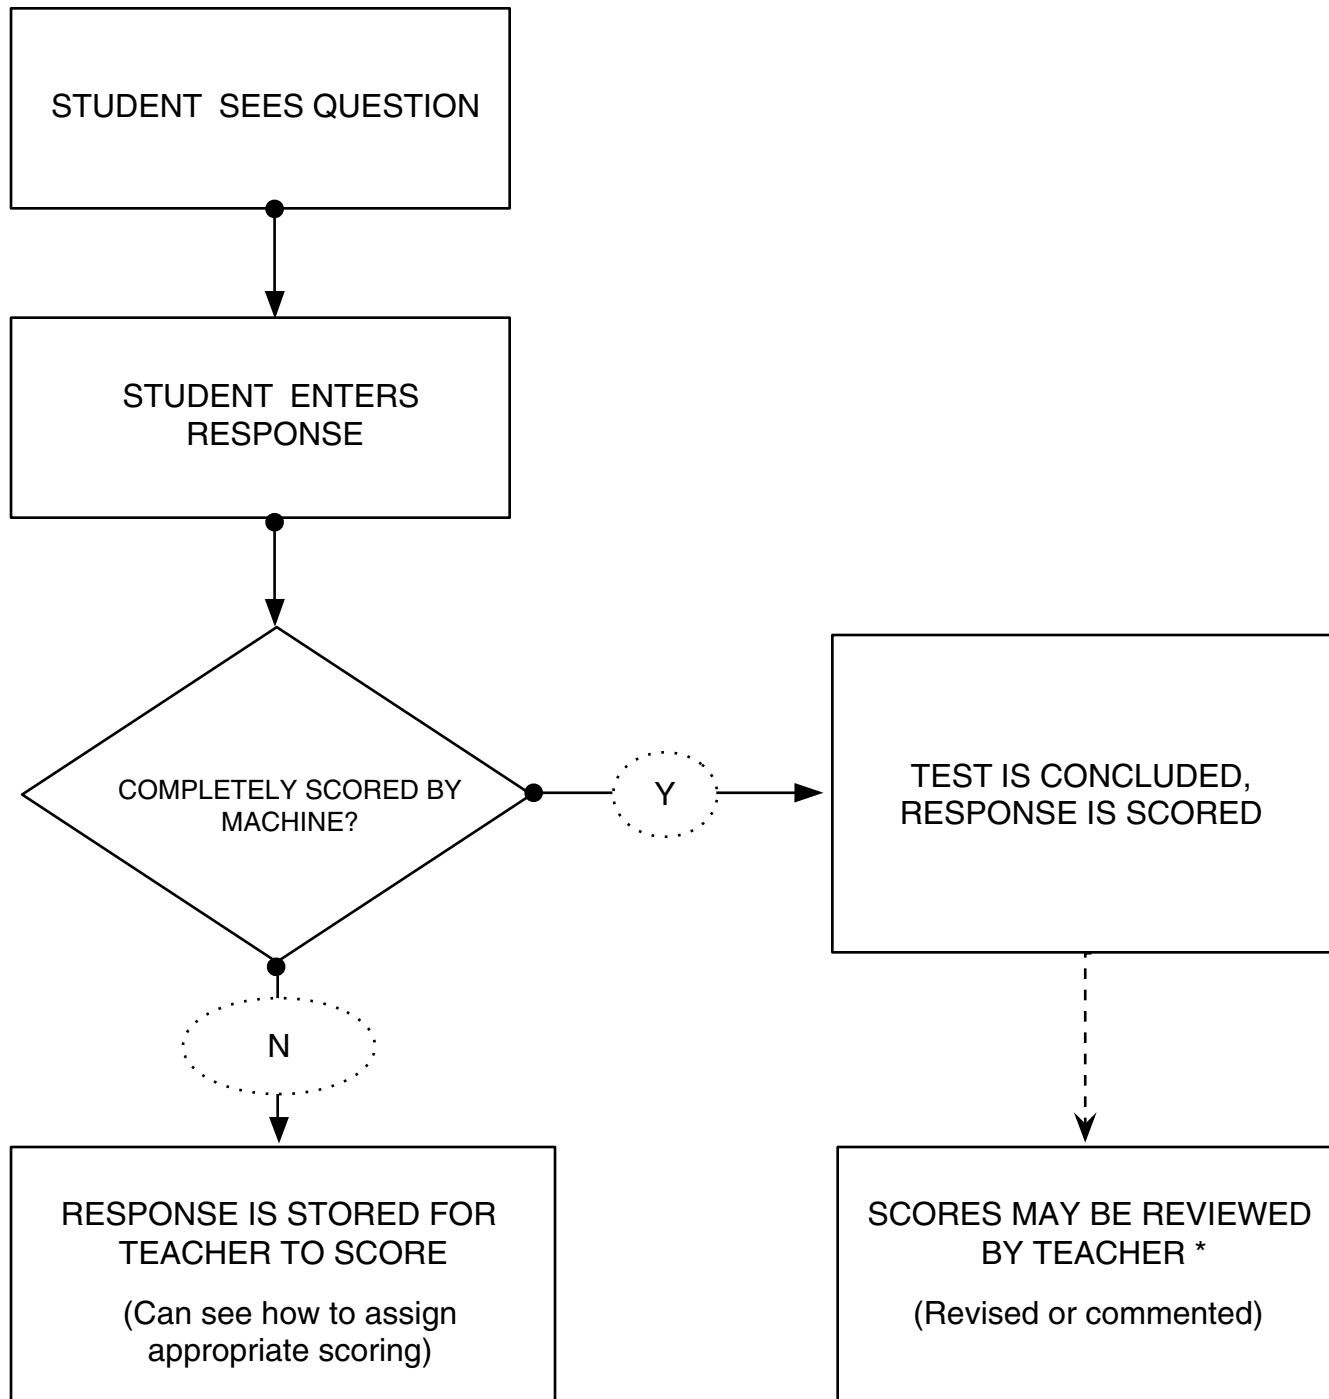 STUDENT  SEES QUESTION
STUDENT  ENTERS
RESPONSE
COMPLETELY SCORED BY
MACHINE?
Y
TEST IS CONCLUDED,
RESPONSE IS SCORED
N
RESPONSE IS STORED FOR
TEACHER TO SCORE
(Can see how to assign
appropriate scoring)
SCORES MAY BE REVIEWED
BY TEACHER *
(Revised or commented)